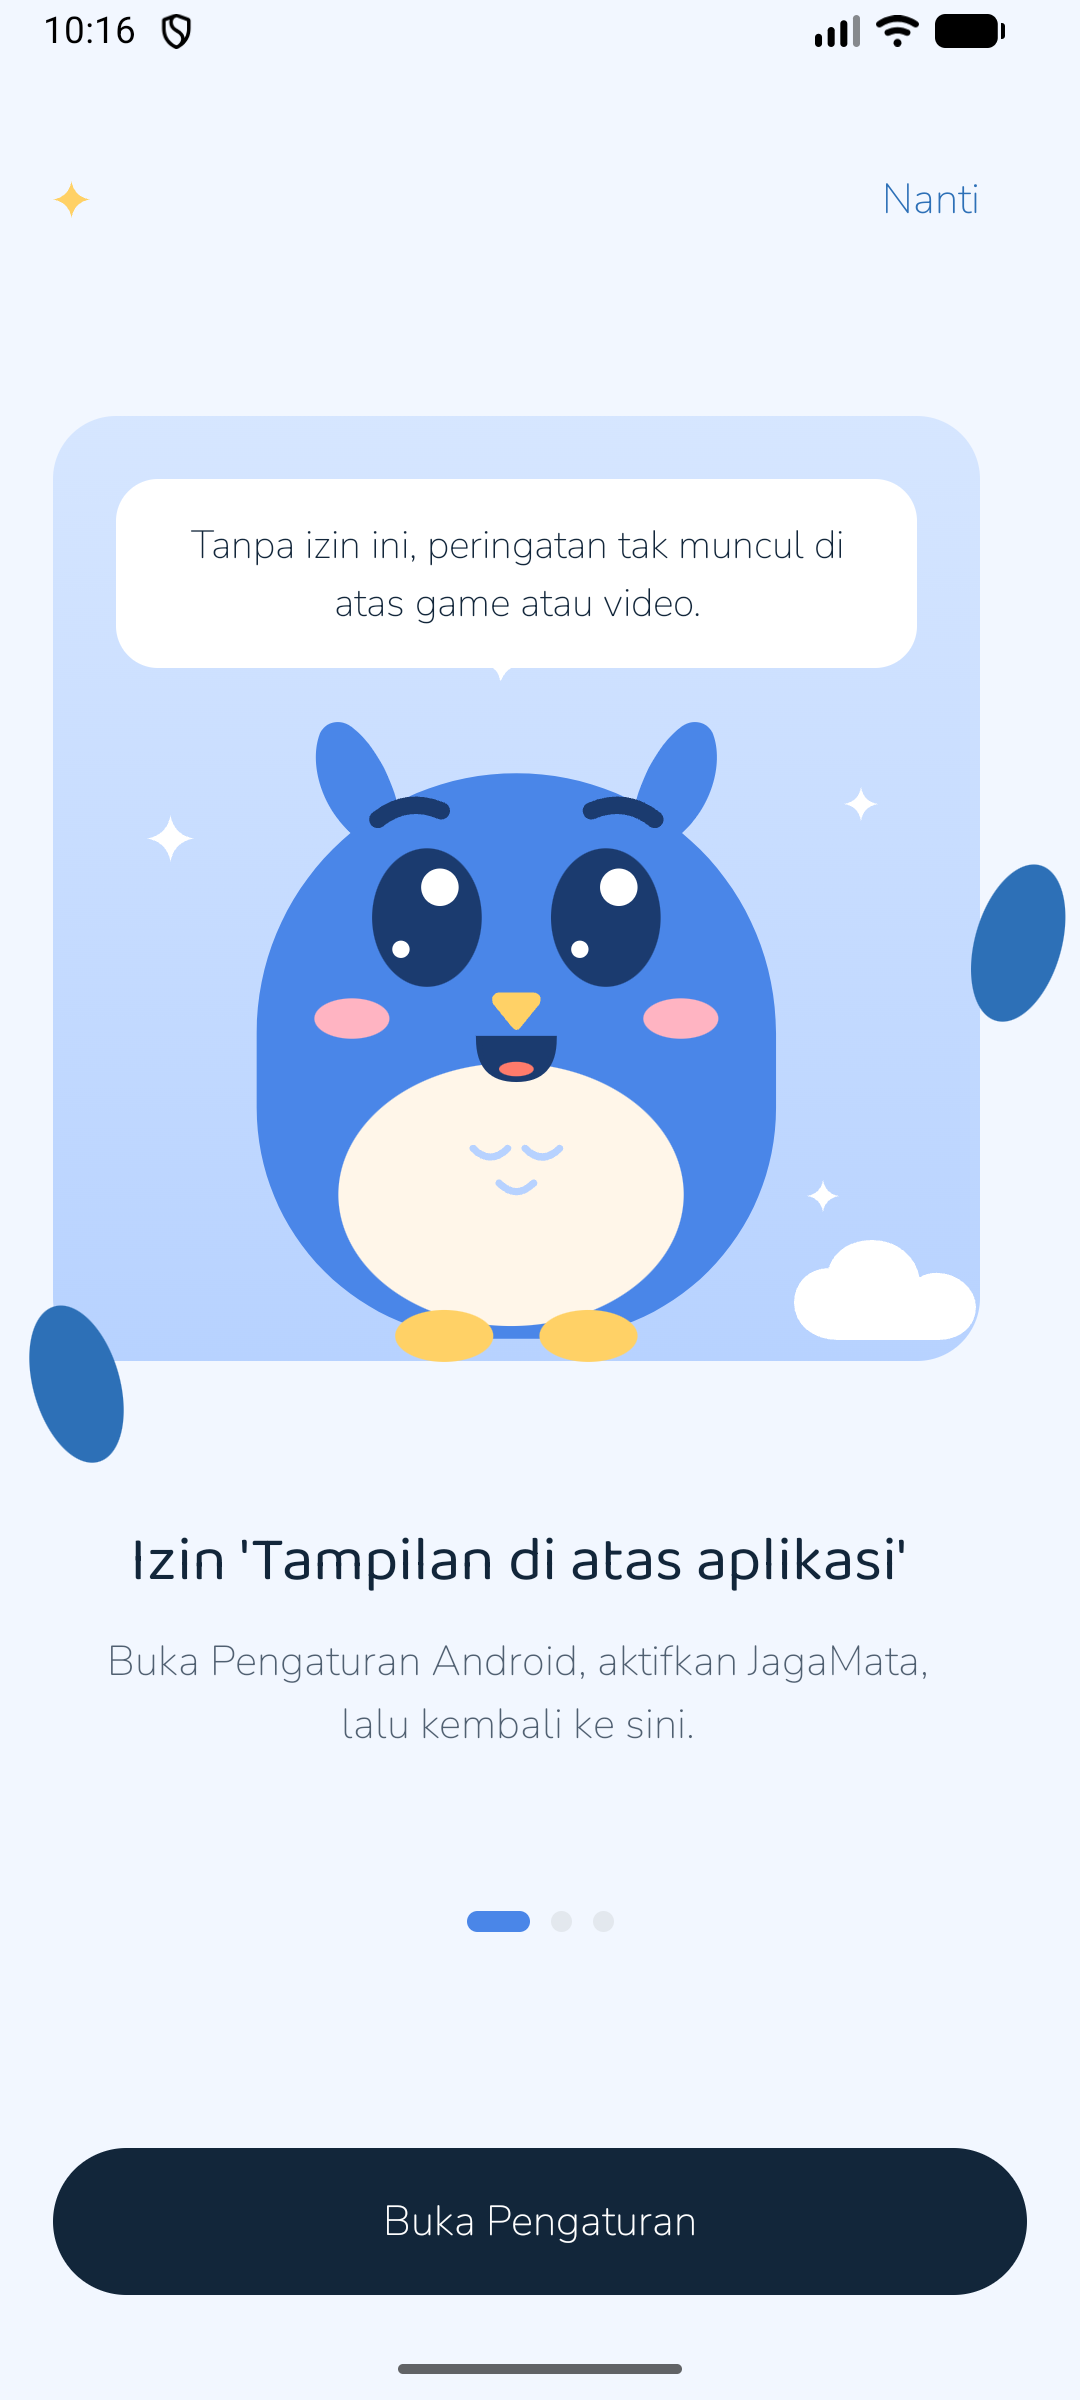 10:16
Nanti
Tanpa izin ini, peringatan tak muncul di
atas game atau video.
Izin 'Tampilan di atas aplikasi'
Buka Pengaturan Android, aktifkan JagaMata,
lalu kembali ke sini.
Buka Pengaturan